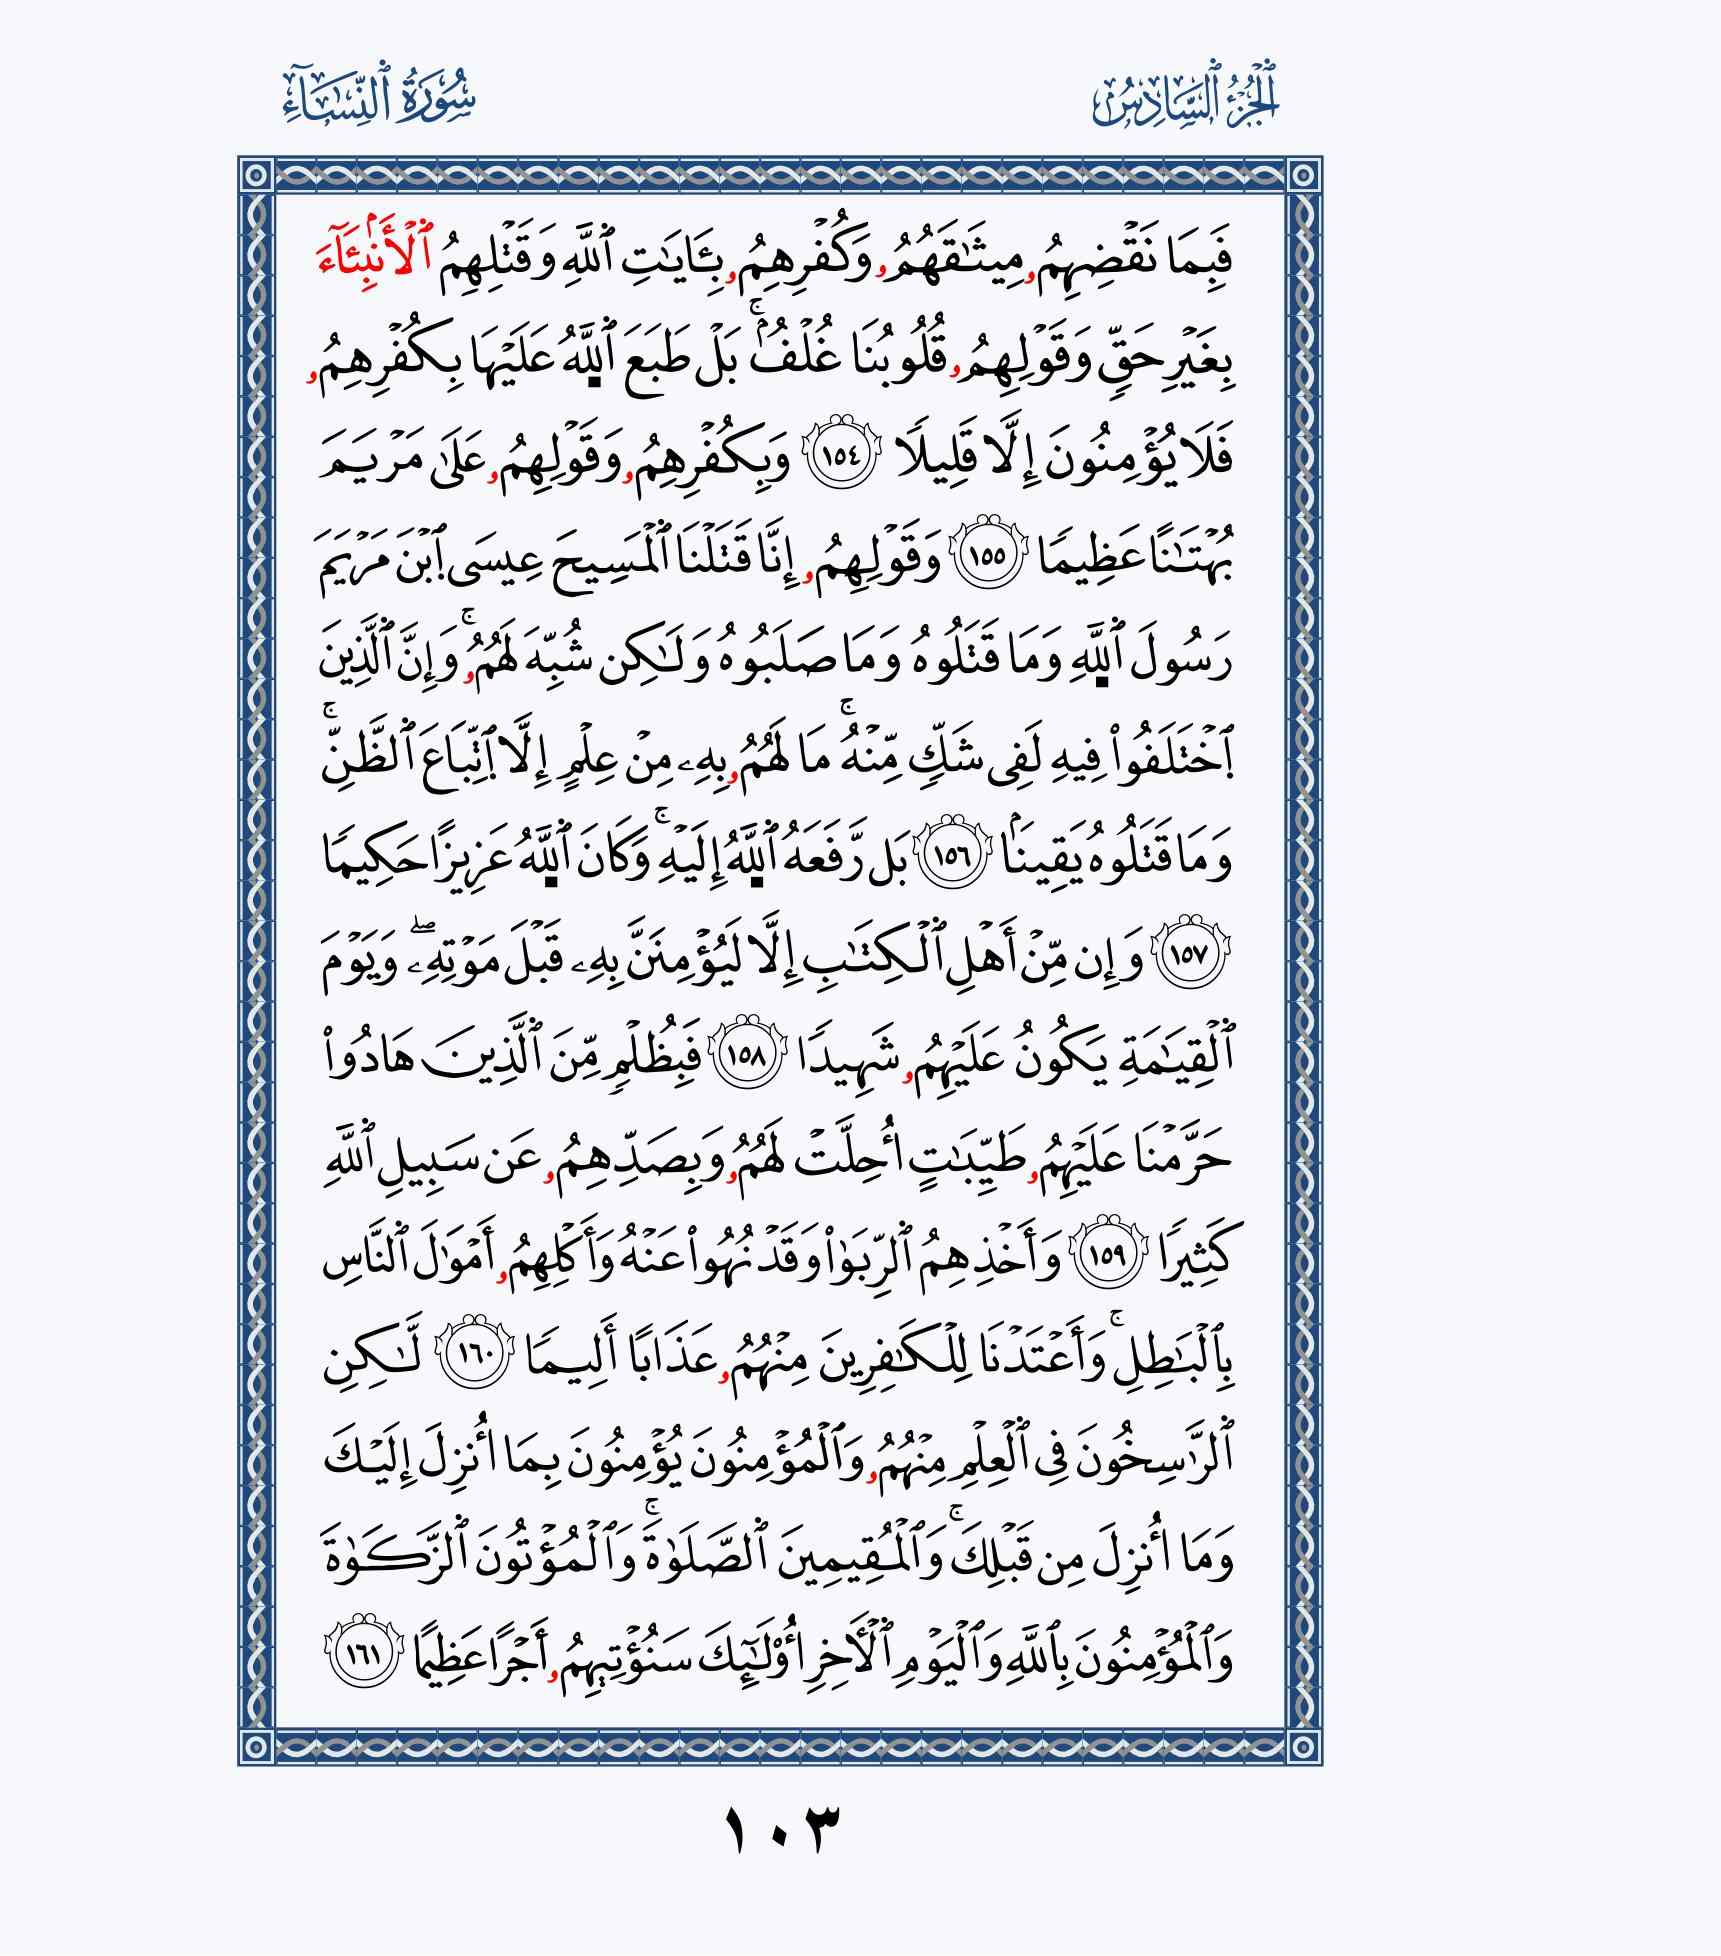 ٱلْجُزْءُ ٱلسَّادِسُ
سُورَةُ ٱلنِّسَاءِ
فَبِمَا نَقْضِهِمُۥ مِيثَٰقَهُمُۥ وَكُفْرِهِمُۥ بِـَٔايَٰتِ ٱللَّهِ وَقَتْلِهِمُ ٱلْأَنۢبِـَٔاءَ
بِغَيْرِ حَقٍّ وَقَوْلِهِمُۥ قُلُوبُنَا غُلْفُۢ ۚ بَلْ طَبَعَ ٱللَّهُ عَلَيْهَا بِكُفْرِهِمُۥ
فَلَا يُؤْمِنُونَ إِلَّا قَلِيلًا ١٥٤ وَبِكُفْرِهِمُۥ وَقَوْلِهِمُۥ عَلَىٰ مَرْيَمَ
بُهْتَٰنًا عَظِيمًا ١٥٥ وَقَوْلِهِمُۥ إِنَّا قَتَلْنَا ٱلْمَسِيحَ عِيسَى ٱبْنَ مَرْيَمَ
رَسُولَ ٱللَّهِ وَمَا قَتَلُوهُ وَمَا صَلَبُوهُ وَلَٰكِن شُبِّهَ لَهُمُۥ ۚ وَإِنَّ ٱلَّذِينَ
ٱخْتَلَفُوا۟ فِيهِ لَفِى شَكٍّ مِّنْهُ ۚ مَا لَهُمُۥ بِهِۦ مِنْ عِلْمٍ إِلَّا ٱتِّبَاعَ ٱلظَّنِّ ۚ
وَمَا قَتَلُوهُ يَقِينَۢا ١٥٦ بَل رَّفَعَهُ ٱللَّهُ إِلَيْهِ ۚ وَكَانَ ٱللَّهُ عَزِيزًا حَكِيمًا
١٥٧ وَإِن مِّنْ أَهْلِ ٱلْكِتَٰبِ إِلَّا لَيُؤْمِنَنَّ بِهِۦ قَبْلَ مَوْتِهِۦ ۖ وَيَوْمَ
ٱلْقِيَٰمَةِ يَكُونُ عَلَيْهِمُۥ شَهِيدًا ١٥٨ فَبِظُلْمٍ مِّنَ ٱلَّذِينَ هَادُوا۟
حَرَّمْنَا عَلَيْهِمُۥ طَيِّبَٰتٍ أُحِلَّتْ لَهُمُۥ وَبِصَدِّهِمُۥ عَن سَبِيلِ ٱللَّهِ
كَثِيرًا ١٥٩ وَأَخْذِهِمُ ٱلرِّبَوٰا۟ وَقَدْ نُهُوا۟ عَنْهُ وَأَكْلِهِمُۥ أَمْوَٰلَ ٱلنَّاسِ
بِٱلْبَٰطِلِ ۚ وَأَعْتَدْنَا لِلْكَٰفِرِينَ مِنْهُمُۥ عَذَابًا أَلِيمًا ١٦٠ لَّٰكِنِ
ٱلرَّٰسِخُونَ فِى ٱلْعِلْمِ مِنْهُمُۥ وَٱلْمُؤْمِنُونَ يُؤْمِنُونَ بِمَا أُنزِلَ إِلَيْكَ
وَمَا أُنزِلَ مِن قَبْلِكَ ۚ وَٱلْمُقِيمِينَ ٱلصَّلَوٰةَ ۚ وَٱلْمُؤْتُونَ ٱلزَّكَوٰةَ
وَٱلْمُؤْمِنُونَ بِٱللَّهِ وَٱلْيَوْمِ ٱلْأَخِرِ أُو۟لَٰٓئِكَ سَنُؤْتِيهِمُۥ أَجْرًا عَظِيمًا ١٦١
١٠٣